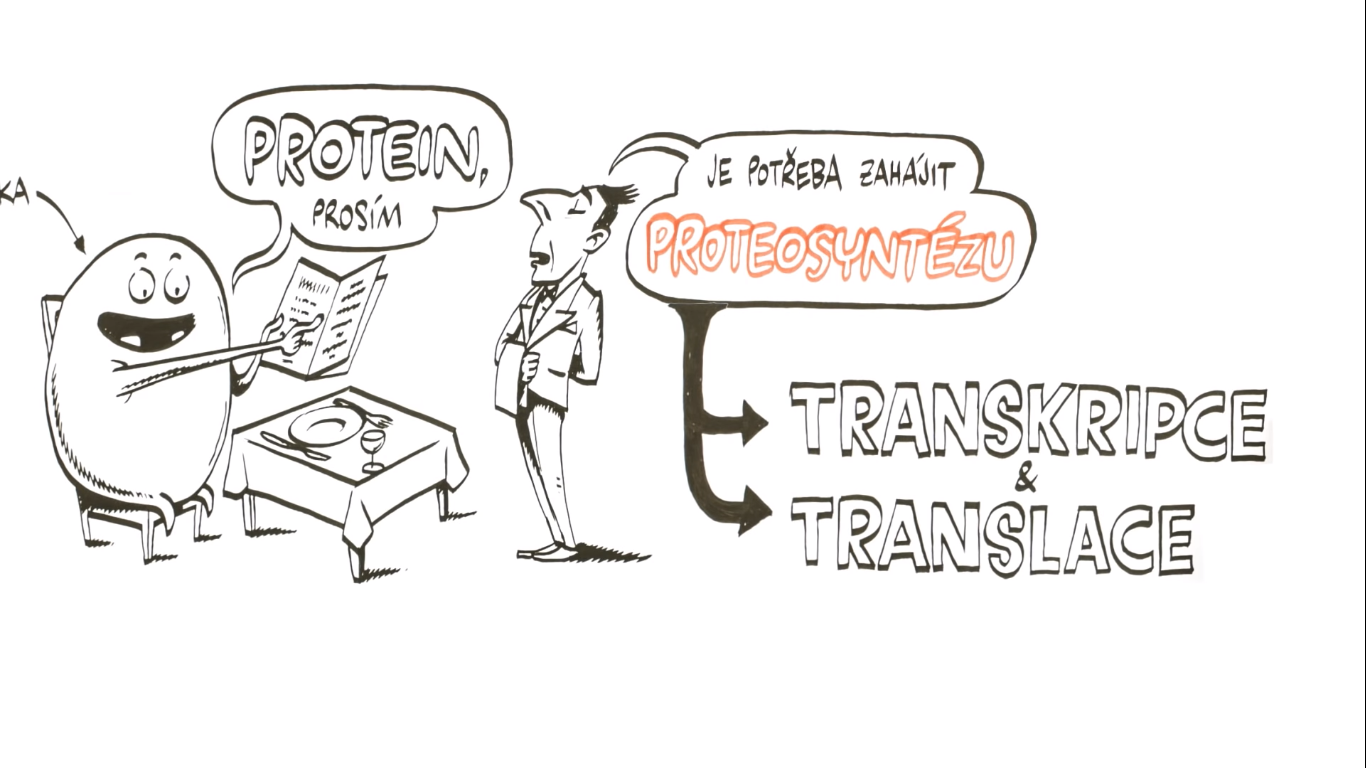 KA
PROTEIN,
PROSÍM
JE POTŘEBA ZAHÁJIT
PROTEOSYNTÉZU
TRANSKRIPCE
&
TRANSLACE